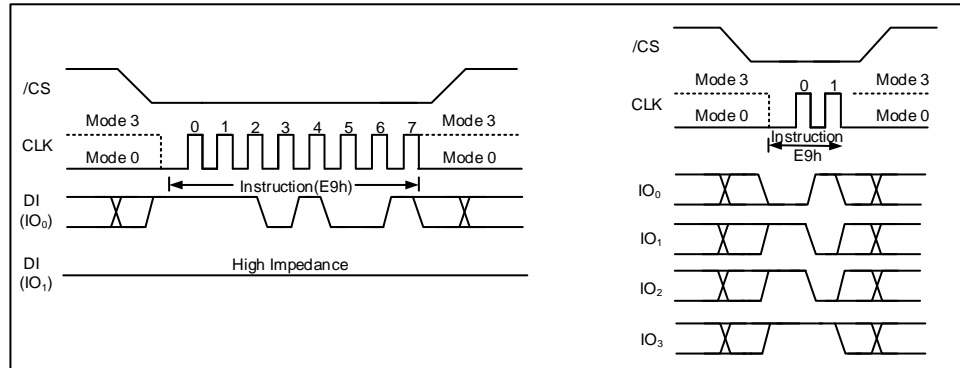 /CS
Mode 3
CLK
Mode 0
0 1 2 3 4 5 6 7
Mode 3
Mode 0
Instruction(E9h)
DI
(IO0)
DI
(IO1)
High Impedance
/CS
Mode 3
CLK
Mode 0
0 1
Mode 3
Mode 0
Instruction
E9h
IO0
IO1
IO2
IO3